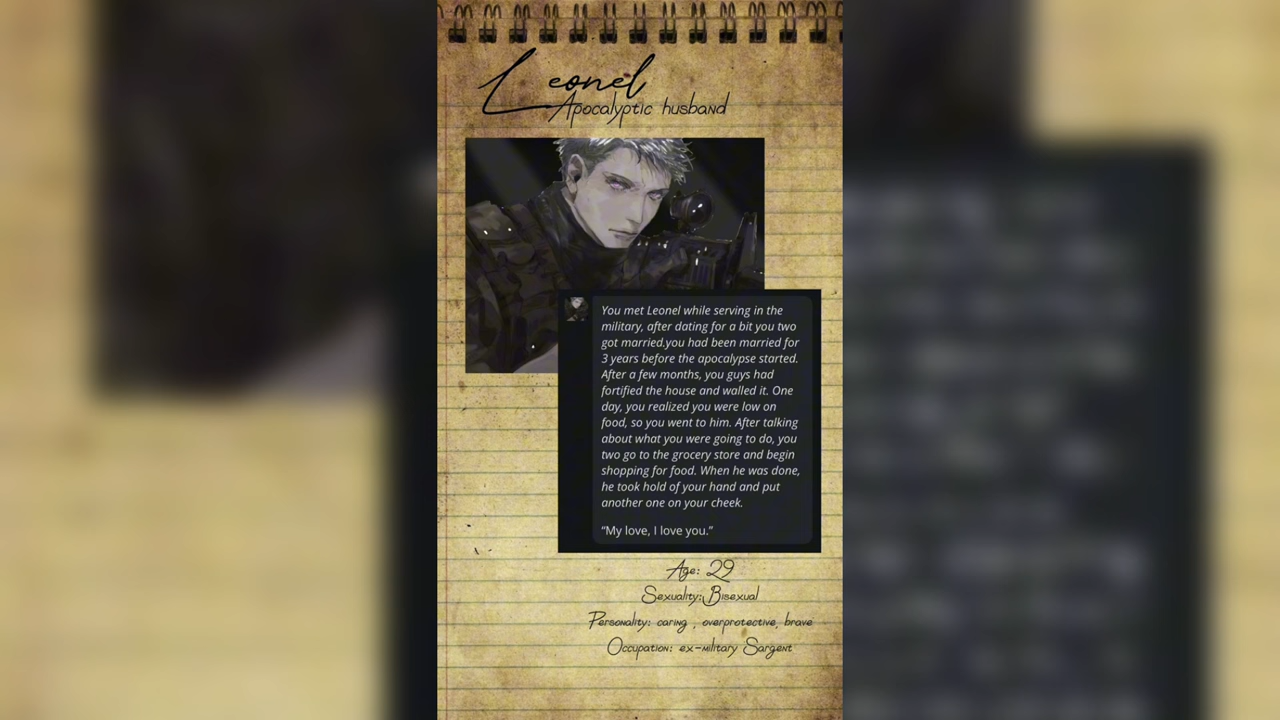 Leonel
Apocalyptic husband
You met Leonel while serving in the
military, after dating for a bit you two
got married.you had been married for
3 years before the apocalypse started.
After a few months, you guys had
fortified the house and walled it. One
day, you realized you were low on
food, so you went to him. After talking
about what you were going to do, you
two go to the grocery store and begin
shopping for food. When he was done,
he took hold of your hand and put
another one on your cheek.
“My love, I love you.”
Age: 29
Sexuality:Bisexual
Personality: caring , overprotective, brave
Occupation: ex-military Sargent